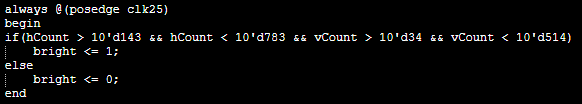 always @(posedge clk25)
begin
if(hCount > 10'd143 && hCount < 10'd783 && vCount > 10'd34 && vCount < 10'd514)
    bright <= 1;
else
    bright <= 0;
end